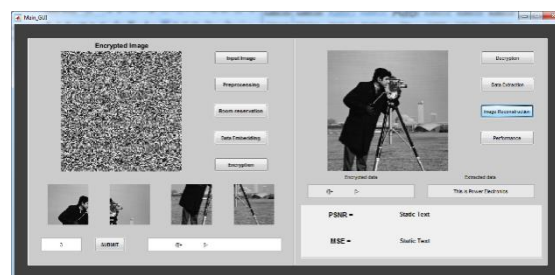 Main_GUI
Encrypted Image
Input Image
Preprocessing
Room reservation
Data Embedding
Encryption
SUBMIT
Decryption
Data Extraction
Image Reconstruction
Performance
Encrypted data
Extracted data
This is Power Electronics
PSNR =
Static Text
MSE =
Static Text